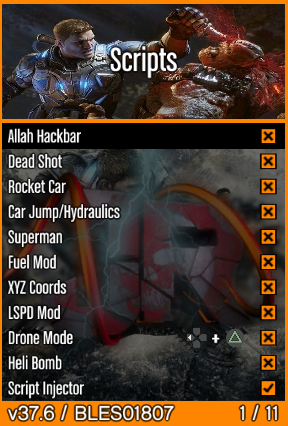 Scripts
Allah Hackbar
Dead Shot
Rocket Car
Car Jump/Hydraulics
Superman
Fuel Mod
XYZ Coords
LSPD Mod
Drone Mode +
Heli Bomb
Script Injector
v37.6 / BLES01807 1 / 11